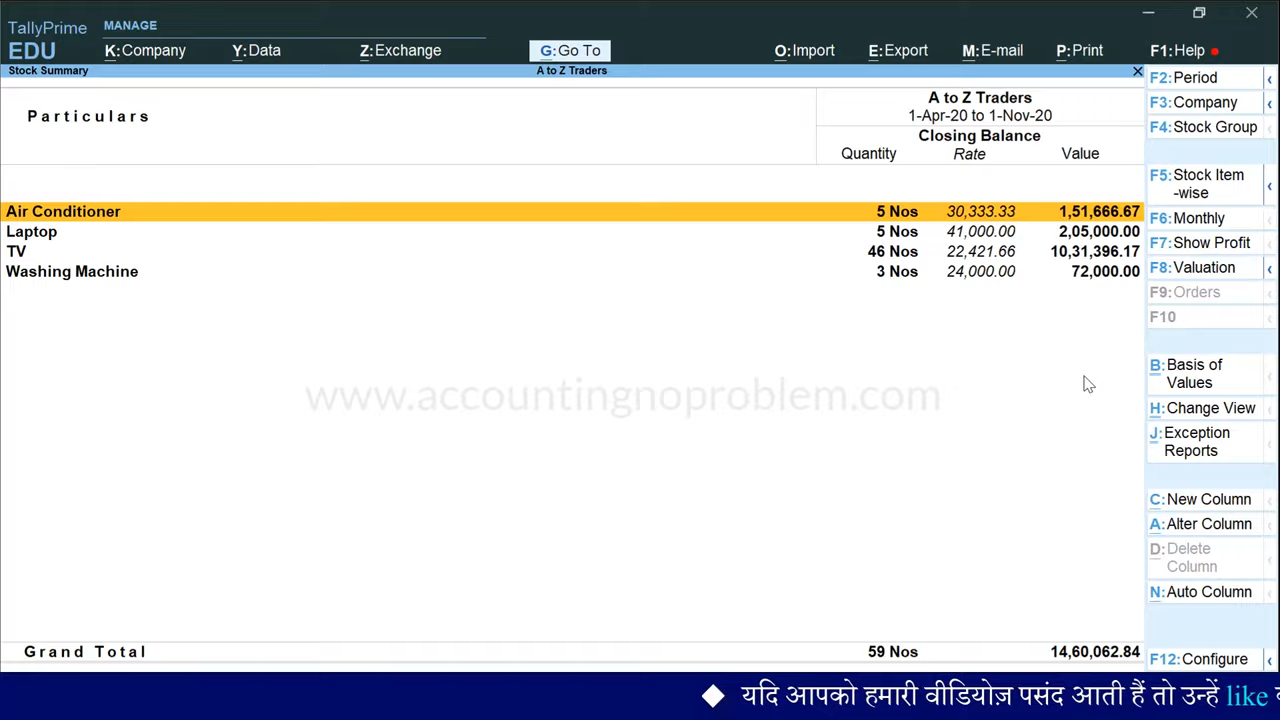 TallyPrime MANAGE
EDU K:Company Y:Data Z:Exchange G:Go To O:Import E:Export M:E-mail P:Print F1:Help
Stock Summary A to Z Traders
Particulars
A to Z Traders
1-Apr-20 to 1-Nov-20
Closing Balance
Quantity Rate Value
Air Conditioner 5 Nos 30,333.33 1,51,666.67
Laptop 5 Nos 41,000.00 2,05,000.00
TV 46 Nos 22,421.66 10,31,396.17
Washing Machine 3 Nos 24,000.00 72,000.00
www.accountingnoproblem.com
Grand Total 59 Nos 14,60,062.84
F2:Period
F3:Company
F4:Stock Group
F5:Stock Item
-wise
F6:Monthly
F7:Show Profit
F8:Valuation
F9:Orders
F10
B:Basis of
Values
H:Change View
J:Exception
Reports
C:New Column
A:Alter Column
D:Delete
Column
N:Auto Column
F12:Configure
यदि आपको हमारी वीडियोज़ पसंद आती हैं तो उन्हें like